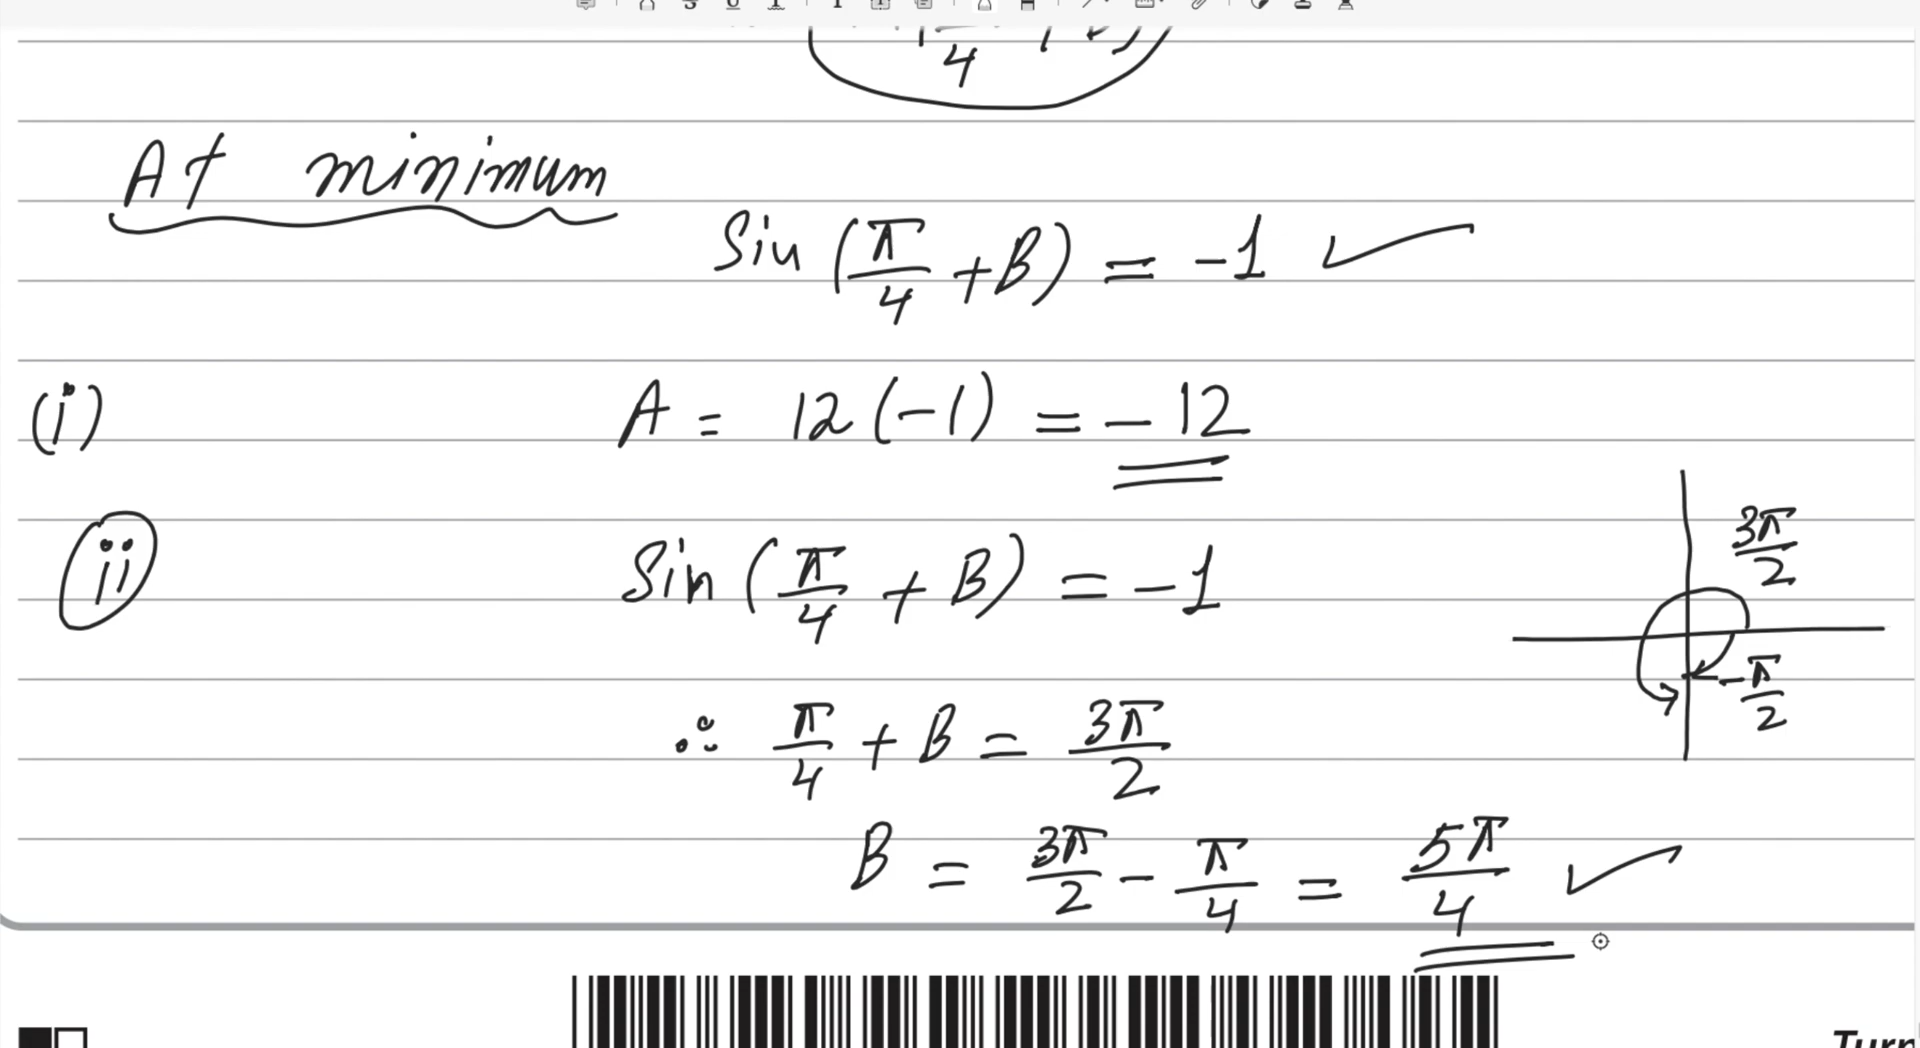 4
At minimum
Sin (π/4 + B) = -1 ✓
(i) A = 12 (-1) = -12
ii Sin (π/4 + B) = -1
3π/2
-π/2
∴ π/4 + B = 3π/2
B = 3π/2 - π/4 = 5π/4 ✓